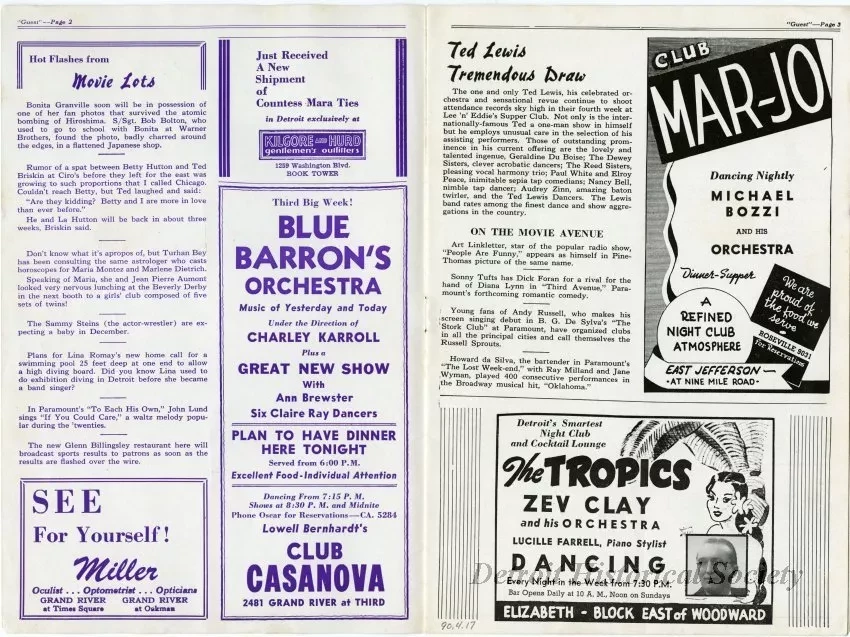 "Guest"—Page 2
Hot Flashes from
Movie Lots
Bonita Granville soon will be in possession of
one of her fan photos that survived the atomic
bombing of Hiroshima. S/Sgt. Bob Bolton, who
used to go to school with Bonita at Warner
Brothers, found the photo, badly charred around
the edges, in a flattened Japanese shop.
Rumor of a spat between Betty Hutton and Ted
Briskin at Ciro's before they left for the east was
growing to such proportions that I called Chicago.
Couldn't reach Betty, but Ted laughed and said:
"Are they kidding? Betty and I are more in love
than ever before."
He and La Hutton will be back in about three
weeks, Briskin said.
Don't know what it's apropos of, but Turhan Bey
has been consulting the same astrologer who casts
horoscopes for Maria Montez and Marlene Dietrich.
Speaking of Maria, she and Jean Pierre Aumont
looked very nervous lunching at the Beverly Derby
in the next booth to a girls' club composed of five
sets of twins!
The Sammy Steins (the actor-wrestler) are ex-
pecting a baby in December.
Plans for Lina Romay's new home call for a
swimming pool 25 feet deep at one end to allow
a high diving board. Did you know Lina used to
do exhibition diving in Detroit before she became
a band singer?
In Paramount's "To Each His Own," John Lund
sings "If You Could Care," a waltz melody popu-
lar during the 'twenties.
The new Glenn Billingsley restaurant here will
broadcast sports results to patrons as soon as the
results are flashed over the wire.
SEE
For Yourself!
Miller
Oculist . . . Optometrist . . . Opticians
GRAND RIVER GRAND RIVER
at Times Square at Oakman
Just Received
A New
Shipment
of
Countess Mara Ties
in Detroit exclusively at
KILGORE AND HURD
gentlemen's outfitters
1259 Washington Blvd.
BOOK TOWER
Third Big Week!
BLUE
BARRON'S
ORCHESTRA
Music of Yesterday and Today
Under the Direction of
CHARLEY KARROLL
Plus a
GREAT NEW SHOW
With
Ann Brewster
Six Claire Ray Dancers
PLAN TO HAVE DINNER
HERE TONIGHT
Served from 6:00 P.M.
Excellent Food-Individual Attention
Dancing From 7:15 P.M.
Shows at 8:30 P. M. and Midnite
Phone Oscar for Reservations—CA. 5284
Lowell Bernhardt's
CLUB
CASANOVA
2481 GRAND RIVER at THIRD
"Guest"—Page 3
Ted Lewis
Tremendous Draw
The one and only Ted Lewis, his celebrated or-
chestra and sensational revue continue to shoot
attendance records sky high in their fourth week at
Lee 'n' Eddie's Supper Club. Not only is the inter-
nationally-famous Ted a one-man show in himself
but he employs unusual care in the selection of his
assisting performers. Those of outstanding prom-
inence in his current offering are the lovely and
talented ingenue, Geraldine Du Boise; The Dewey
Sisters, clever acrobatic dancers; The Reed Sisters,
pleasing vocal harmony trio; Paul White and Elroy
Peace, inimitable sepia tap comedians; Nancy Bell,
nimble tap dancer; Audrey Zinn, amazing baton
twirler, and the Ted Lewis Dancers. The Lewis
band rates among the finest dance and show aggre-
gations in the country.
ON THE MOVIE AVENUE
Art Linkletter, star of the popular radio show,
"People Are Funny," appears as himself in Pine-
Thomas picture of the same name.
Sonny Tufts has Dick Foran for a rival for the
hand of Diana Lynn in "Third Avenue," Para-
mount's forthcoming romantic comedy.
Young fans of Andy Russell, who makes his
screen singing debut in B. G. De Sylva's "The
Stork Club" at Paramount, have organized clubs
in all the principal cities and call themselves the
Russell Sprouts.
Howard da Silva, the bartender in Paramount's
"The Lost Week-end," with Ray Milland and Jane
Wyman, played 400 consecutive performances in
the Broadway musical hit, "Oklahoma."
CLUB
MAR-JO
Dancing Nightly
MICHAEL
BOZZI
AND HIS
ORCHESTRA
Dinner-Supper
We are
proud of
the food we
serve
ROSEVILLE 9031
For Reservations
A
REFINED
NIGHT CLUB
ATMOSPHERE
EAST JEFFERSON—
-AT NINE MILE ROAD-
Detroit's Smartest
Night Club
and Cocktail Lounge
The TROPICS
ZEV CLAY
and his ORCHESTRA
LUCILLE FARRELL, Piano Stylist
DANCING
Every Night in the Week from 7:30 P.M.
Bar Opens Daily at 10 A. M., Noon on Sundays
ELIZABETH - BLOCK EAST of WOODWARD
Detroit Historical Society
90.4.17